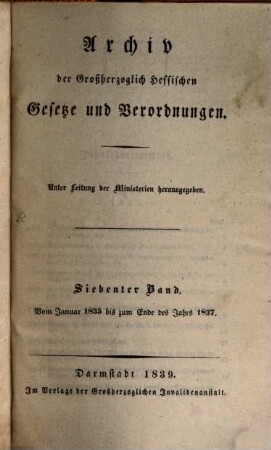 Archiv
der Großherzoglich Hessischen
Gesetze und Verordnungen.
Unter Leitung der Ministerien herausgegeben.
Siebenter Band.
Vom Januar 1835 bis zum Ende des Jahrs 1837.
Darmstadt 1839.
Im Verlage der Großherzoglichen Invalidenanstalt.